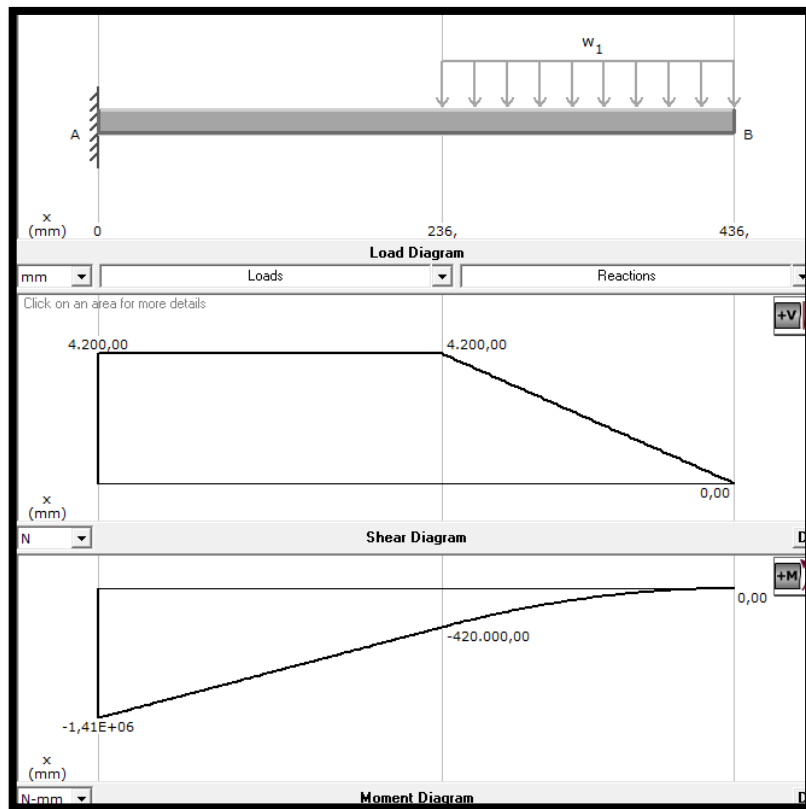 w1
A
B
x
(mm)
0
236,
436,
Load Diagram
mm
Loads
Reactions
Click on an area for more details
+V
4.200,00
4.200,00
0,00
x
(mm)
N
Shear Diagram
D
+M
0,00
-420.000,00
-1,41E+06
x
(mm)
N-mm
Moment Diagram
D